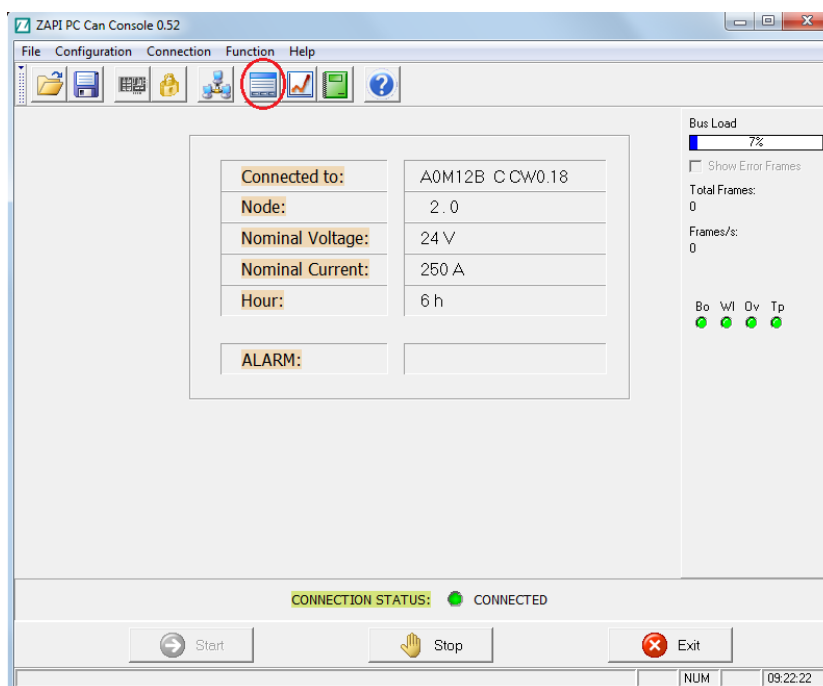 ZAPI PC Can Console 0.52
File Configuration Connection Function Help
Bus Load
7%
Show Error Frames
Total Frames:
0
Frames/s:
0
Bo Wl Ov Tp
Connected to: A0M12B C CW0.18
Node: 2.0
Nominal Voltage: 24 V
Nominal Current: 250 A
Hour: 6 h
ALARM:
CONNECTION STATUS: CONNECTED
Start Stop Exit
NUM 09:22:22